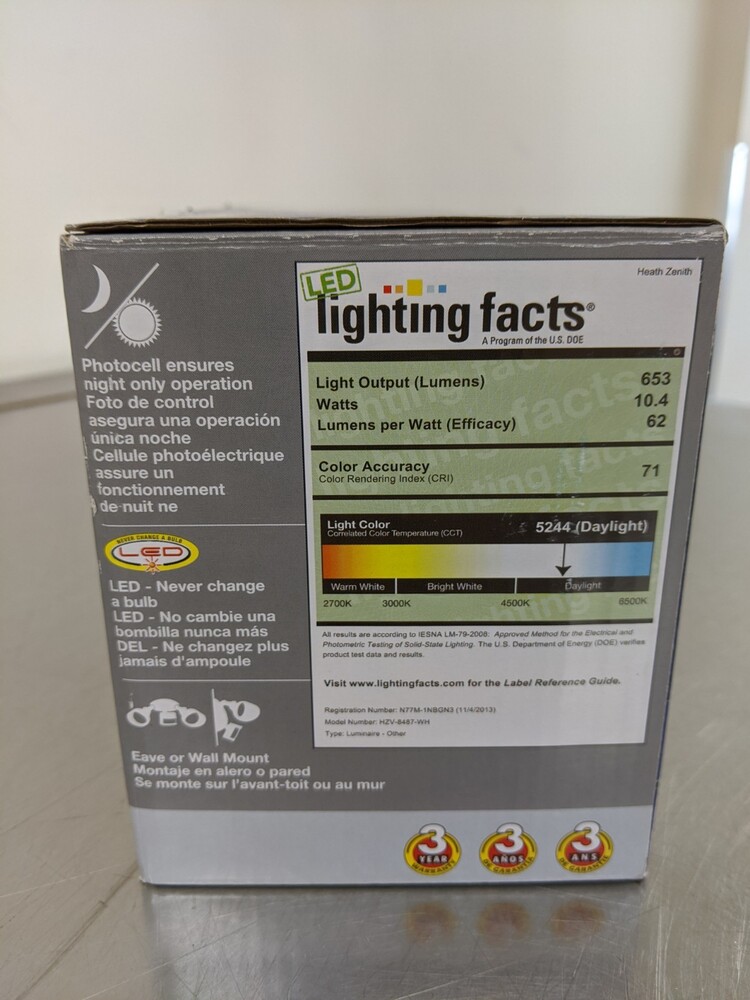 Photocell ensures
night only operation
Foto de control
asegura una operación
única noche
Cellule photoélectrique
assure un
fonctionnement
de nuit ne
NEVER CHANGE A BULB
LED
LED - Never change
a bulb
LED - No cambie una
bombilla nunca más
DEL - Ne changez plus
jamais d'ampoule
Eave or Wall Mount
Montaje en alero o pared
Se monte sur l'avant-toit ou au mur
Heath Zenith
LED
lighting facts®
A Program of the U.S. DOE
Light Output (Lumens) 653
Watts 10.4
Lumens per Watt (Efficacy) 62
Color Accuracy 71
Color Rendering Index (CRI)
Light Color 5244 (Daylight)
Correlated Color Temperature (CCT)
Warm White Bright White Daylight
2700K 3000K 4500K 6500K
All results are according to IESNA LM-79-2008: Approved Method for the Electrical and
Photometric Testing of Solid-State Lighting. The U.S. Department of Energy (DOE) verifies
product test data and results.
Visit www.lightingfacts.com for the Label Reference Guide.
Registration Number: N77M-1NBGN3 (11/4/2013)
Model Number: HZV-8487-WH
Type: Luminaire - Other
3 YEAR WARRANTY
3 AÑOS DE GARANTIA
3 ANS DE GARANTIE